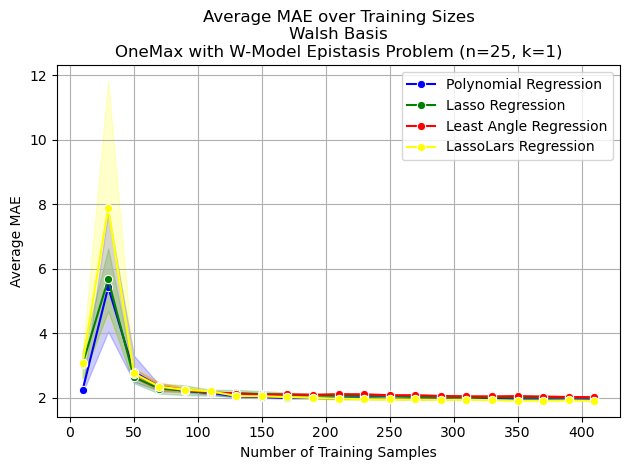 Average MAE over Training Sizes
Walsh Basis
OneMax with W-Model Epistasis Problem (n=25, k=1)
Polynomial Regression
Lasso Regression
Least Angle Regression
LassoLars Regression
Average MAE
12
10
8
6
4
2
0 50 100 150 200 250 300 350 400
Number of Training Samples